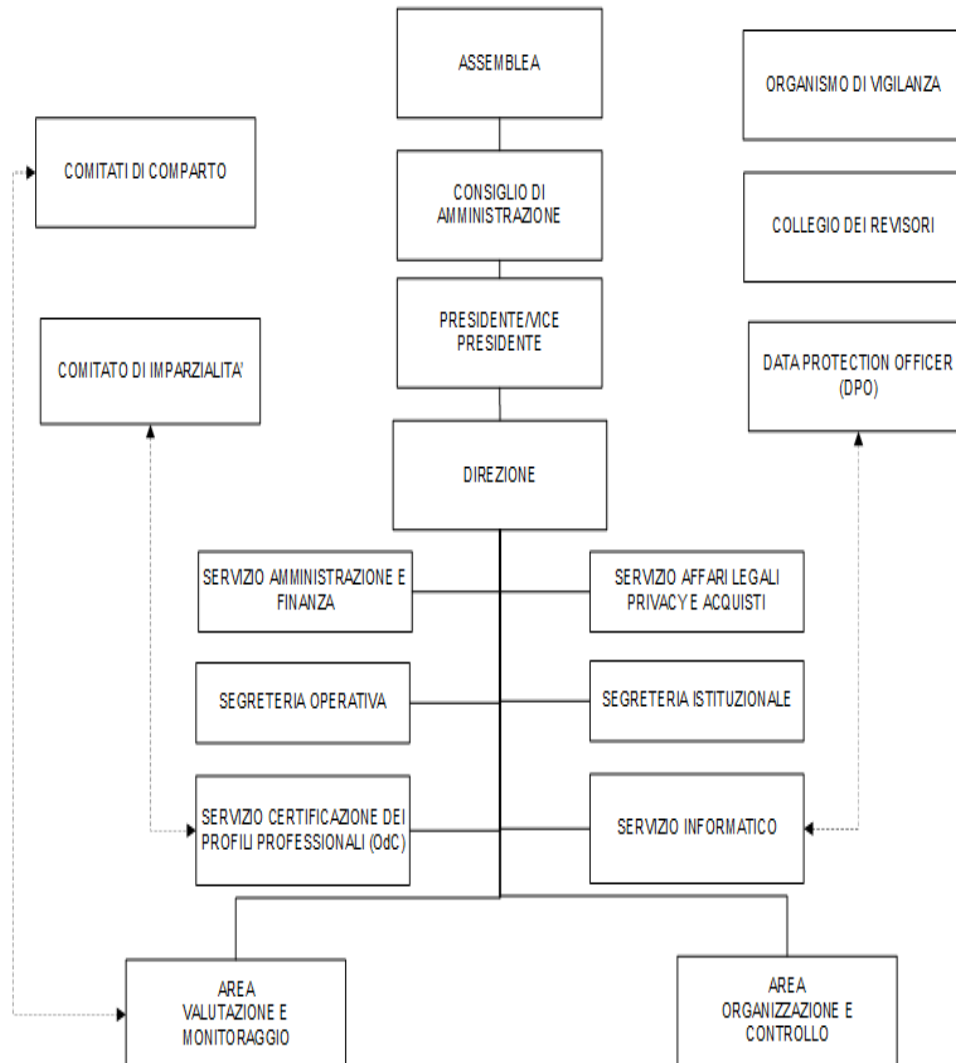 ASSEMBLEA
ORGANISMO DI VIGILANZA
COMITATI DI COMPARTO
CONSIGLIO DI
AMMINISTRAZIONE
COLLEGIO DEI REVISORI
PRESIDENTE/VICE
PRESIDENTE
COMITATO DI IMPARZIALITA'
DATA PROTECTION OFFICER
(DPO)
DIREZIONE
SERVIZIO AMMINISTRAZIONE E
FINANZA
SERVIZIO AFFARI LEGALI
PRIVACY E ACQUISTI
SEGRETERIA OPERATIVA
SEGRETERIA ISTITUZIONALE
SERVIZIO CERTIFICAZIONE DEI
PROFILI PROFESSIONALI (OdC)
SERVIZIO INFORMATICO
AREA
VALUTAZIONE E
MONITORAGGIO
AREA
ORGANIZZAZIONE E
CONTROLLO